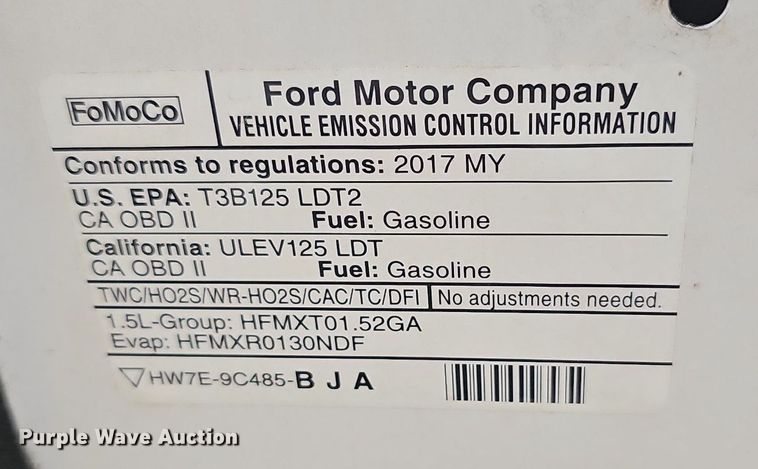 FoMoCo
Ford Motor Company
VEHICLE EMISSION CONTROL INFORMATION
Conforms to regulations: 2017 MY
U.S. EPA: T3B125 LDT2
CA OBD II Fuel: Gasoline
California: ULEV125 LDT
CA OBD II Fuel: Gasoline
TWC/HO2S/WR-HO2S/CAC/TC/DFI No adjustments needed.
1.5L-Group: HFMXT01.52GA
Evap: HFMXR0130NDF
HW7E-9C485-B J A
Purple Wave Auction